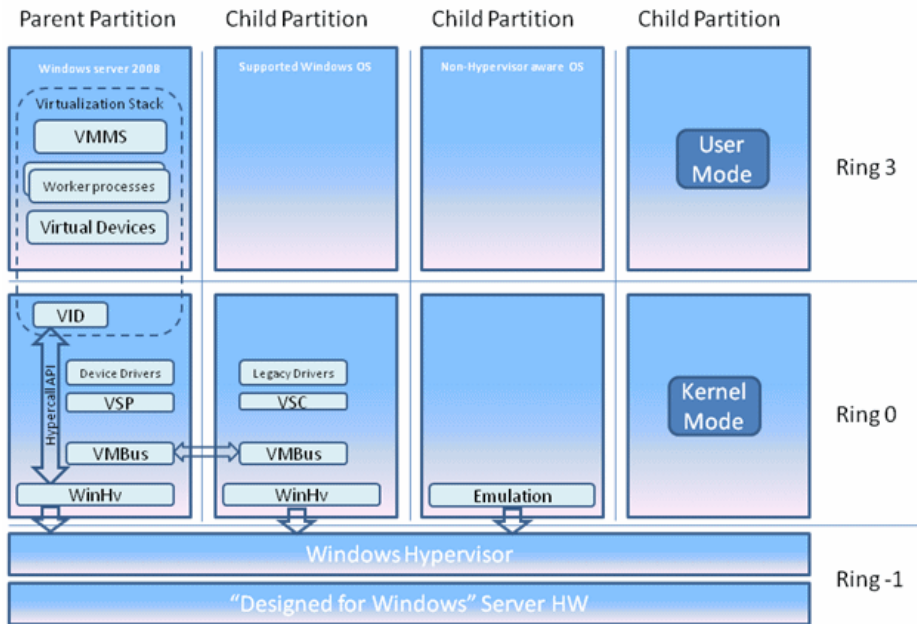 Parent Partition
Child Partition
Child Partition
Child Partition
Windows server 2008
Supported Windows OS
Non-Hypervisor aware OS
Virtualization Stack
VMMS
Worker processes
Virtual Devices
User
Mode
Ring 3
VID
Hypercall API
Device Drivers
VSP
VMBus
WinHv
Legacy Drivers
VSC
VMBus
WinHv
Emulation
Kernel
Mode
Ring 0
Windows Hypervisor
“Designed for Windows” Server HW
Ring -1